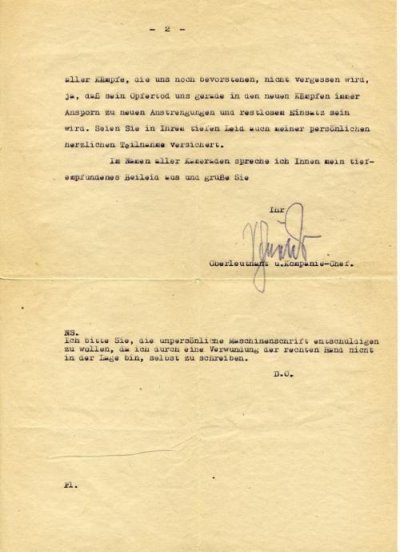 - 2 -
aller Kämpfe, die uns noch bevorstehen, nicht vergessen wird,
ja, daß sein Opfertod uns gerade in den neuen Kämpfen immer
Ansporn zu neuen Anstrengungen und restlosem Einsatz sein
wird. Seien Sie in Ihrem tiefen Leid auch meiner persönlichen
herzlichen Teilnahme versichert.
Im Namen aller Kameraden spreche ich Ihnen mein tief-
empfundenes Beileid aus und grüße Sie
Ihr
Oberleutnant u.Kompanie-Chef.
NS.
Ich bitte Sie, die unpersönliche Maschinenschrift entschuldigen
zu wollen, da ich durch eine Verwundung der rechten Hand nicht
in der Lage bin, selbst zu schreiben.
D.O.
Fl.